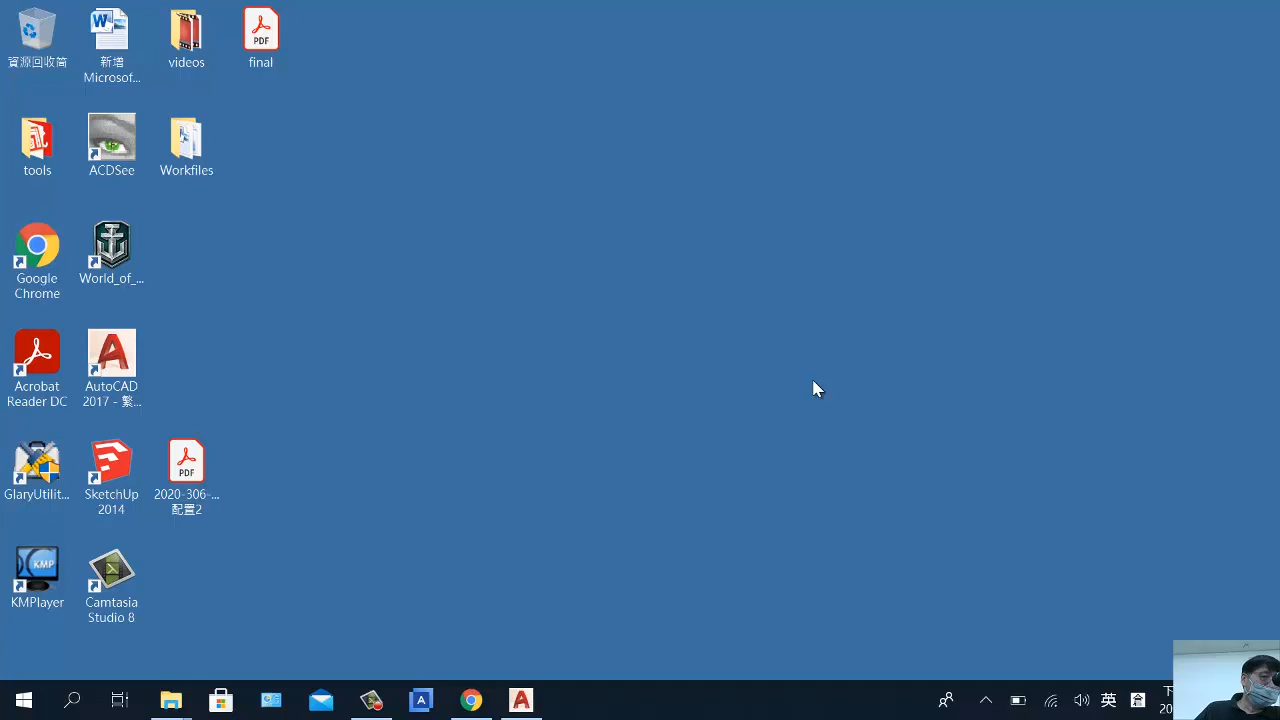 資源回收筒
新增
Microsof...
videos
PDF
final
tools
ACDSee
Workfiles
Google
Chrome
World_of_...
Acrobat
Reader DC
AutoCAD
2017 - 繁...
GlaryUtilit...
SketchUp
2014
PDF
2020-306-...
配置2
KMP
KMPlayer
Camtasia
Studio 8
英
下
20